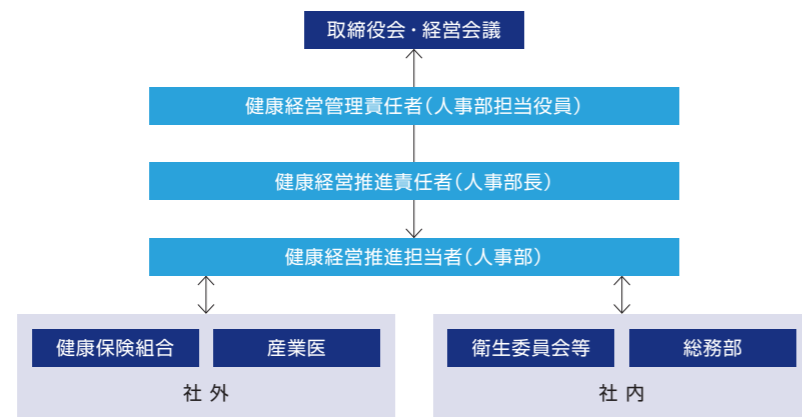 取締役会・経営会議
健康経営管理責任者(人事部担当役員)
健康経営推進責任者(人事部長)
健康経営推進担当者(人事部)
健康保険組合
産業医
社 外
衛生委員会等
総務部
社 内